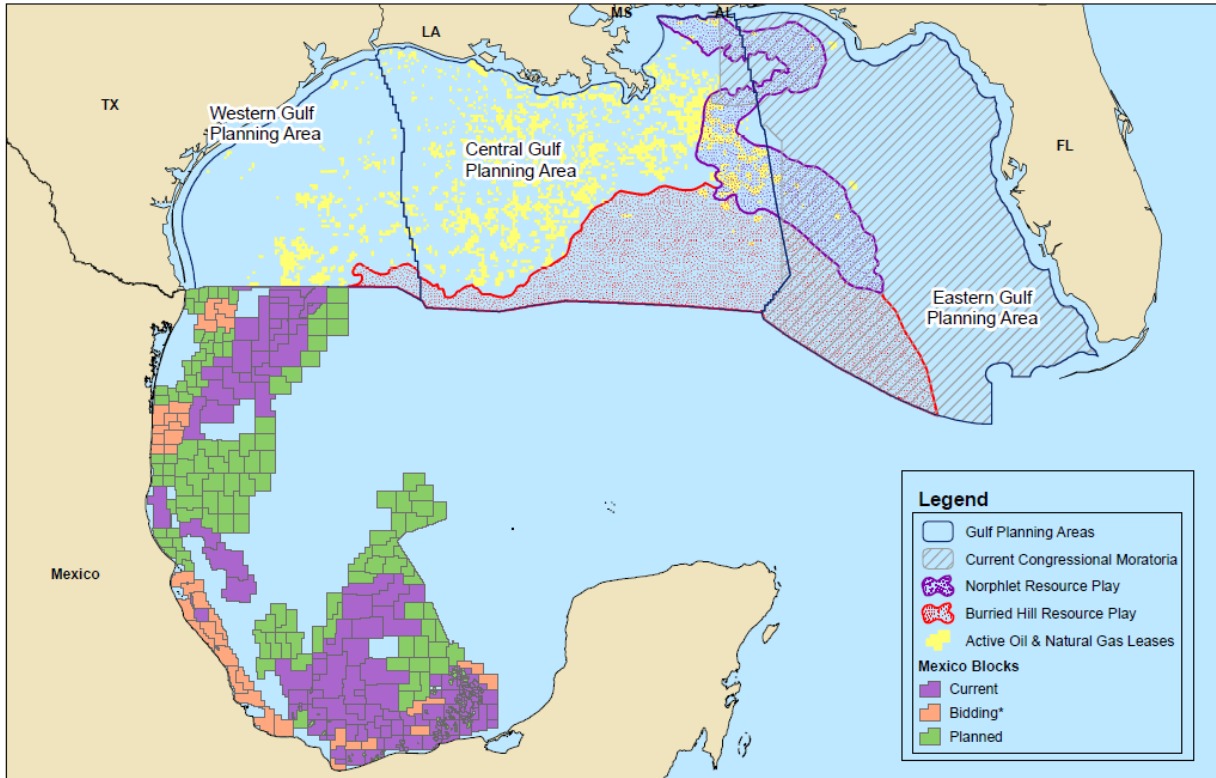 MS
AL
LA
TX
Western Gulf
Planning Area
Central Gulf
Planning Area
FL
Eastern Gulf
Planning Area
Mexico
Legend
Gulf Planning Areas
Current Congressional Moratoria
Norphlet Resource Play
Burried Hill Resource Play
Active Oil & Natural Gas Leases
Mexico Blocks
Current
Bidding*
Planned